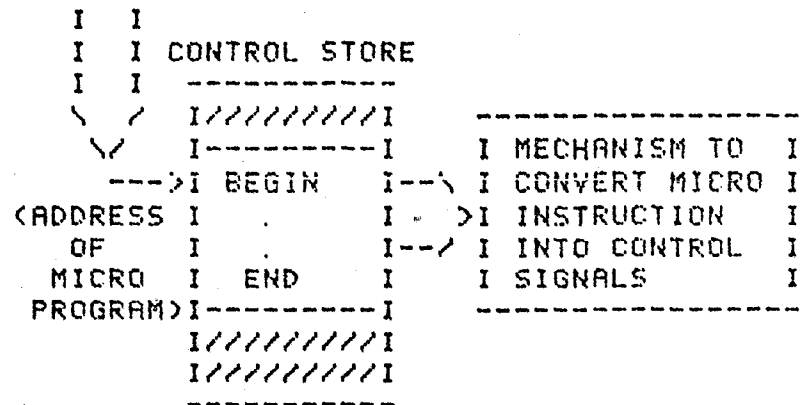 I   I
I   I CONTROL STORE
I   I  -----------
\   /  I/////////I    -----------------
 \/    I---------I    I MECHANISM TO  I
   --->I BEGIN   I--\ I CONVERT MICRO I
<ADDRESS I   .     I   >I INSTRUCTION   I
OF     I   .     I--/ I INTO CONTROL  I
MICRO  I  END    I    I SIGNALS       I
PROGRAM>I---------I    -----------------
I/////////I
I/////////I
-----------